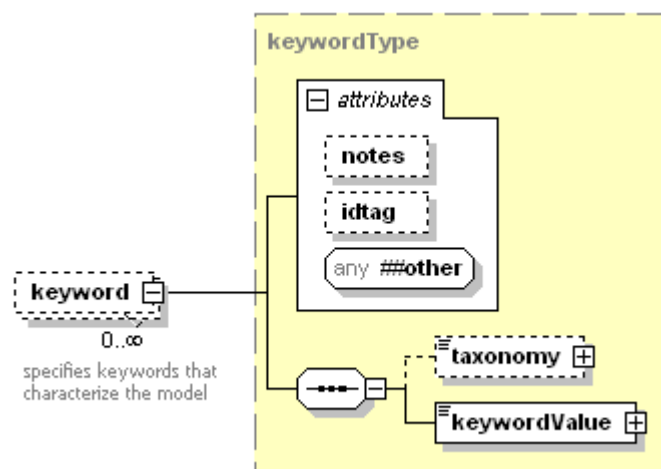 keywordType
attributes
notes
idtag
any ##other
keyword
0..∞
specifies keywords that
characterize the model
taxonomy
keywordValue